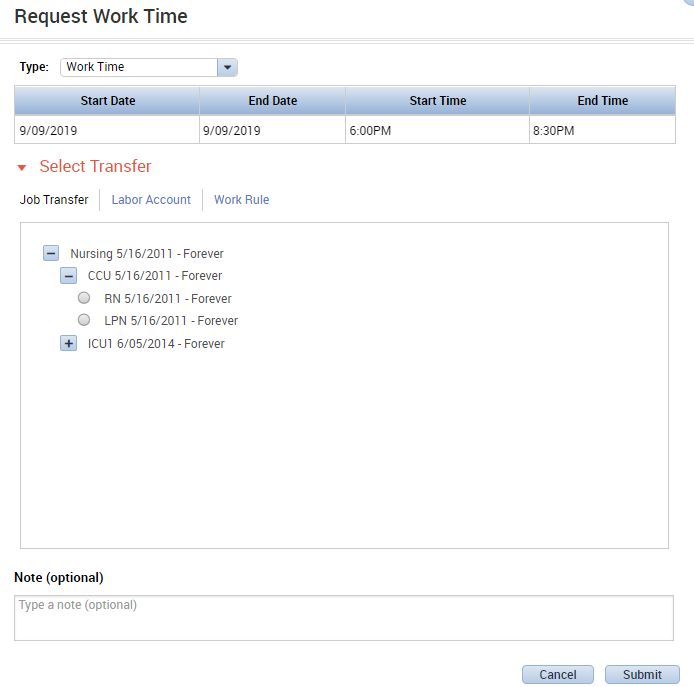 Request Work Time
Type: Work Time
Start Date End Date Start Time End Time
9/09/2019 9/09/2019 6:00PM 8:30PM
Select Transfer
Job Transfer Labor Account Work Rule
Nursing 5/16/2011 - Forever
CCU 5/16/2011 - Forever
RN 5/16/2011 - Forever
LPN 5/16/2011 - Forever
ICU1 6/05/2014 - Forever
Note (optional)
Type a note (optional)
Cancel Submit